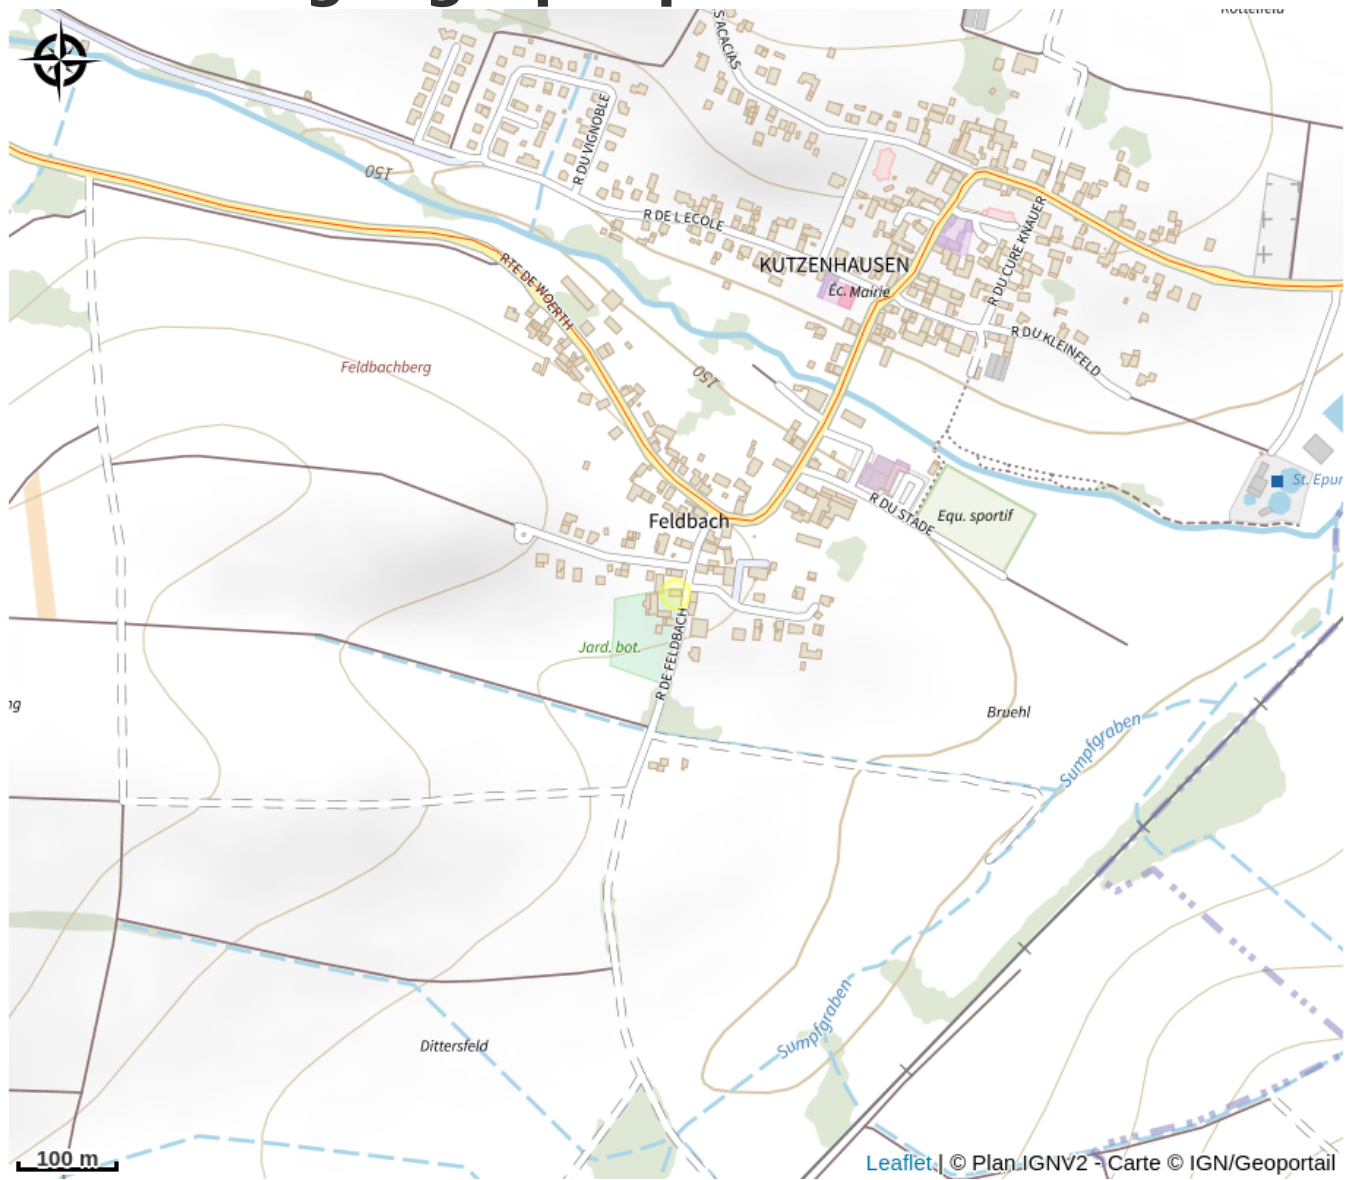 S ACACIAS
R DU VIGNOBLE
150
R DE L ECOLE
KUTZENHAUSEN
Éc. Mairie
R DU CURE KNAUER
RTE DE WOERTH
R DU KLEINFELD
Feldbachberg
150
St. Epur
R DU STADE
Equ. sportif
Feldbach
Jard. bot.
R DE FELDBACH
Bruehl
Sumpfgraben
Sumpfgraben
Dittersfeld
100 m
Leaflet | © Plan IGNV2 - Carte © IGN/Geoportail